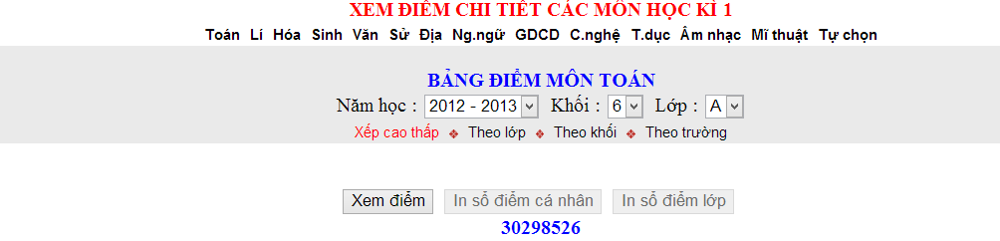 XEM ĐIỂM CHI TIẾT CÁC MÔN HỌC KÌ 1
Toán Lí Hóa Sinh Văn Sử Địa Ng.ngữ GDCD C.nghệ T.dục Âm nhạc Mĩ thuật Tự chọn
BẢNG ĐIỂM MÔN TOÁN
Năm học : 2012 - 2013 Khối : 6 Lớp : A
Xếp cao thấp ❖ Theo lớp ❖ Theo khối ❖ Theo trường
Xem điểm In sổ điểm cá nhân In sổ điểm lớp
30298526